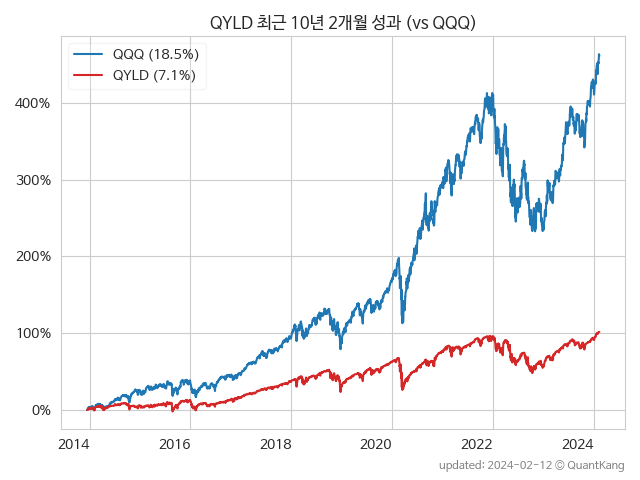 QYLD 최근 10년 2개월 성과 (vs QQQ)
QQQ (18.5%)
QYLD (7.1%)
400%
300%
200%
100%
0%
2014 2016 2018 2020 2022 2024
updated: 2024-02-12 © QuantKang